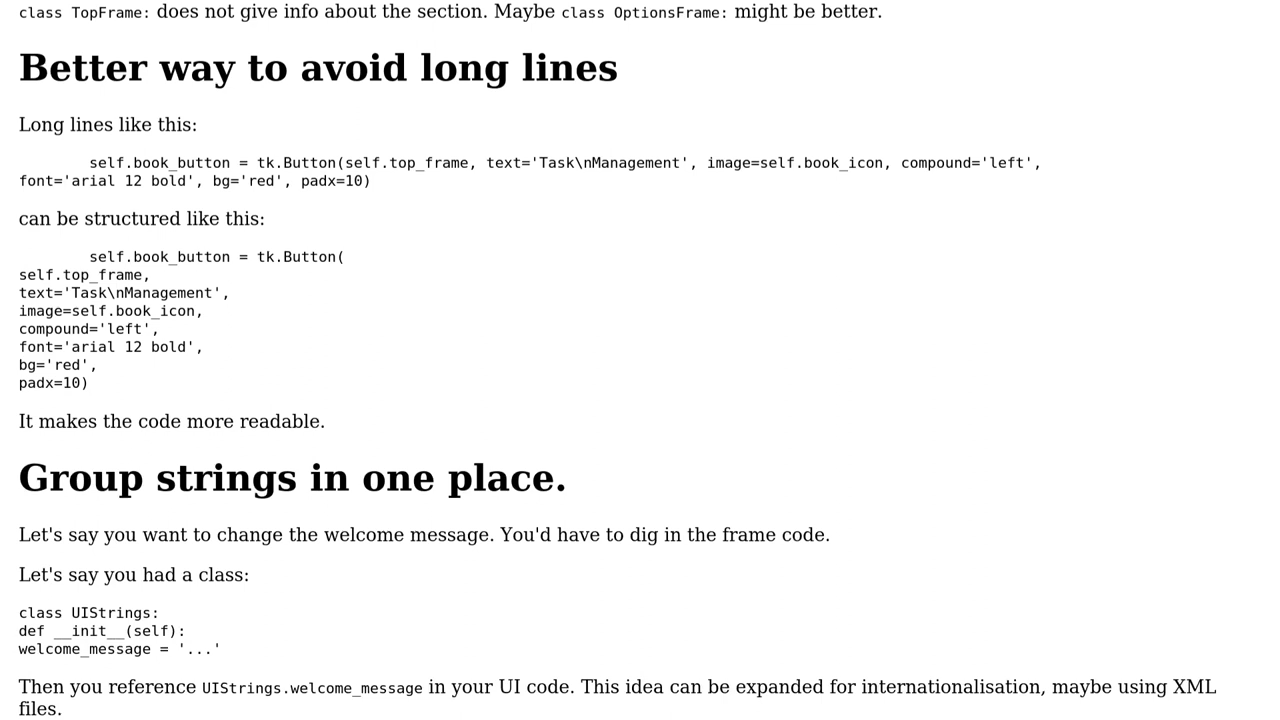 class TopFrame: does not give info about the section. Maybe class OptionsFrame: might be better.
Better way to avoid long lines
Long lines like this:
        self.book_button = tk.Button(self.top_frame, text='Task\nManagement', image=self.book_icon, compound='left',
font='arial 12 bold', bg='red', padx=10)
can be structured like this:
        self.book_button = tk.Button(
self.top_frame,
text='Task\nManagement',
image=self.book_icon,
compound='left',
font='arial 12 bold',
bg='red',
padx=10)
It makes the code more readable.
Group strings in one place.
Let's say you want to change the welcome message. You'd have to dig in the frame code.
Let's say you had a class:
class UIStrings:
def __init__(self):
welcome_message = '...'
Then you reference UIStrings.welcome_message in your UI code. This idea can be expanded for internationalisation, maybe using XML
files.